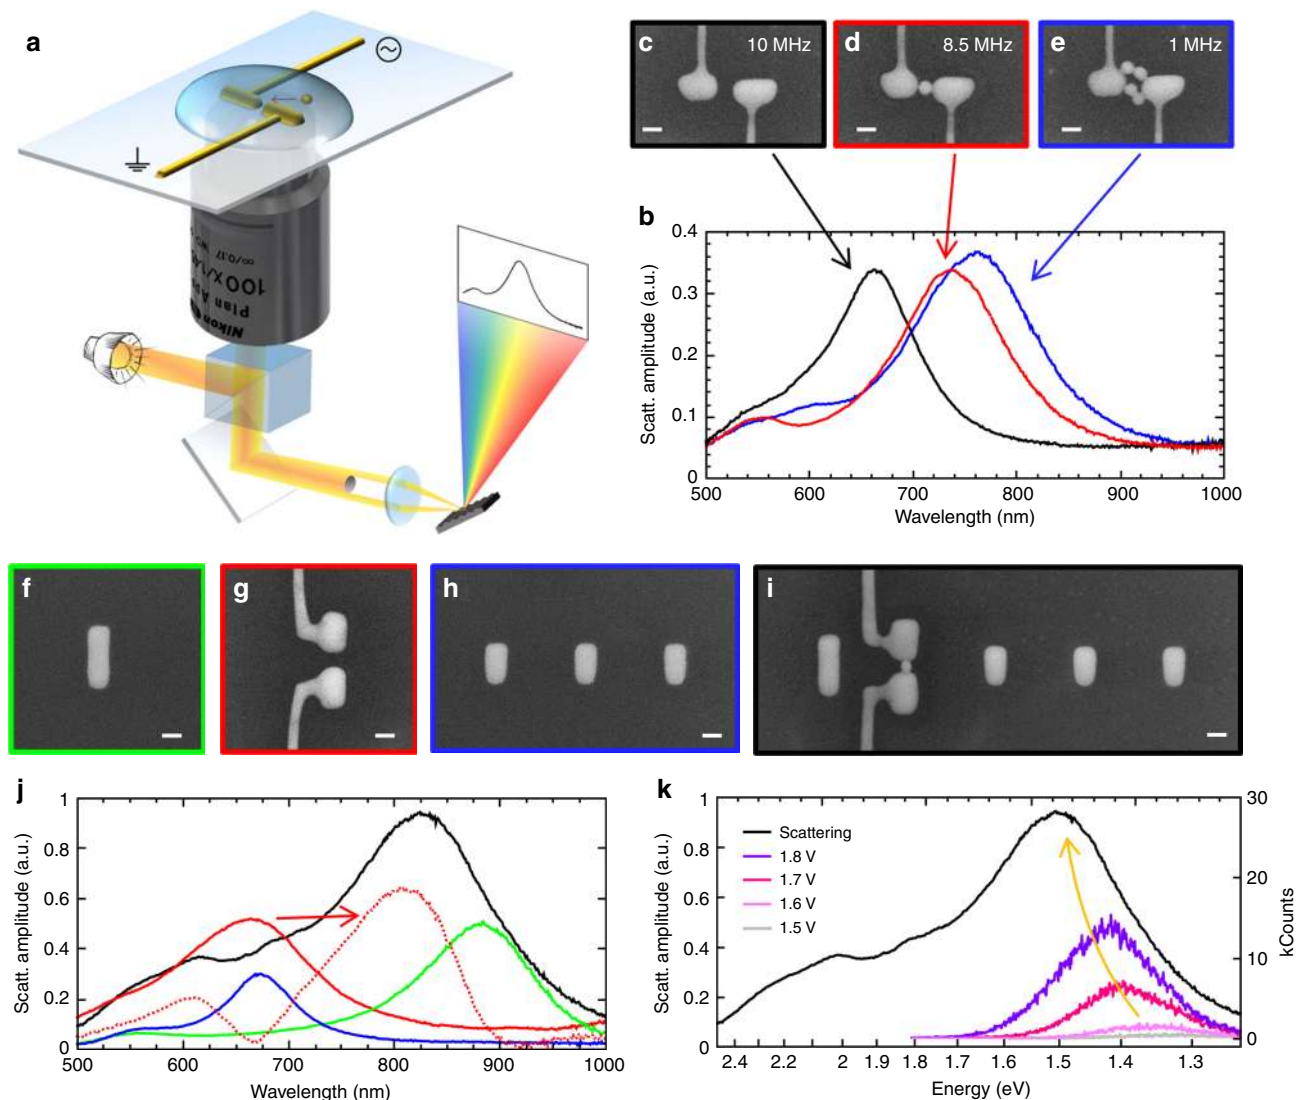 a
Nikon
Plan Apo
100X/1.45
∞/0.17
c
10 MHz
d
8.5 MHz
e
1 MHz
b
0.4
0.3
0.2
0.1
0
Scatt. amplitude (a.u.)
500
600
700
800
900
1000
Wavelength (nm)
f
g
h
i
j
1
0.8
0.6
0.4
0.2
0
Scatt. amplitude (a.u.)
500
600
700
800
900
1000
Wavelength (nm)
k
1
0.8
0.6
0.4
0.2
0
Scatt. amplitude (a.u.)
Scattering
1.8 V
1.7 V
1.6 V
1.5 V
30
20
10
0
kCounts
2.4
2.2
2
1.9
1.8
1.7
1.6
1.5
1.4
1.3
Energy (eV)